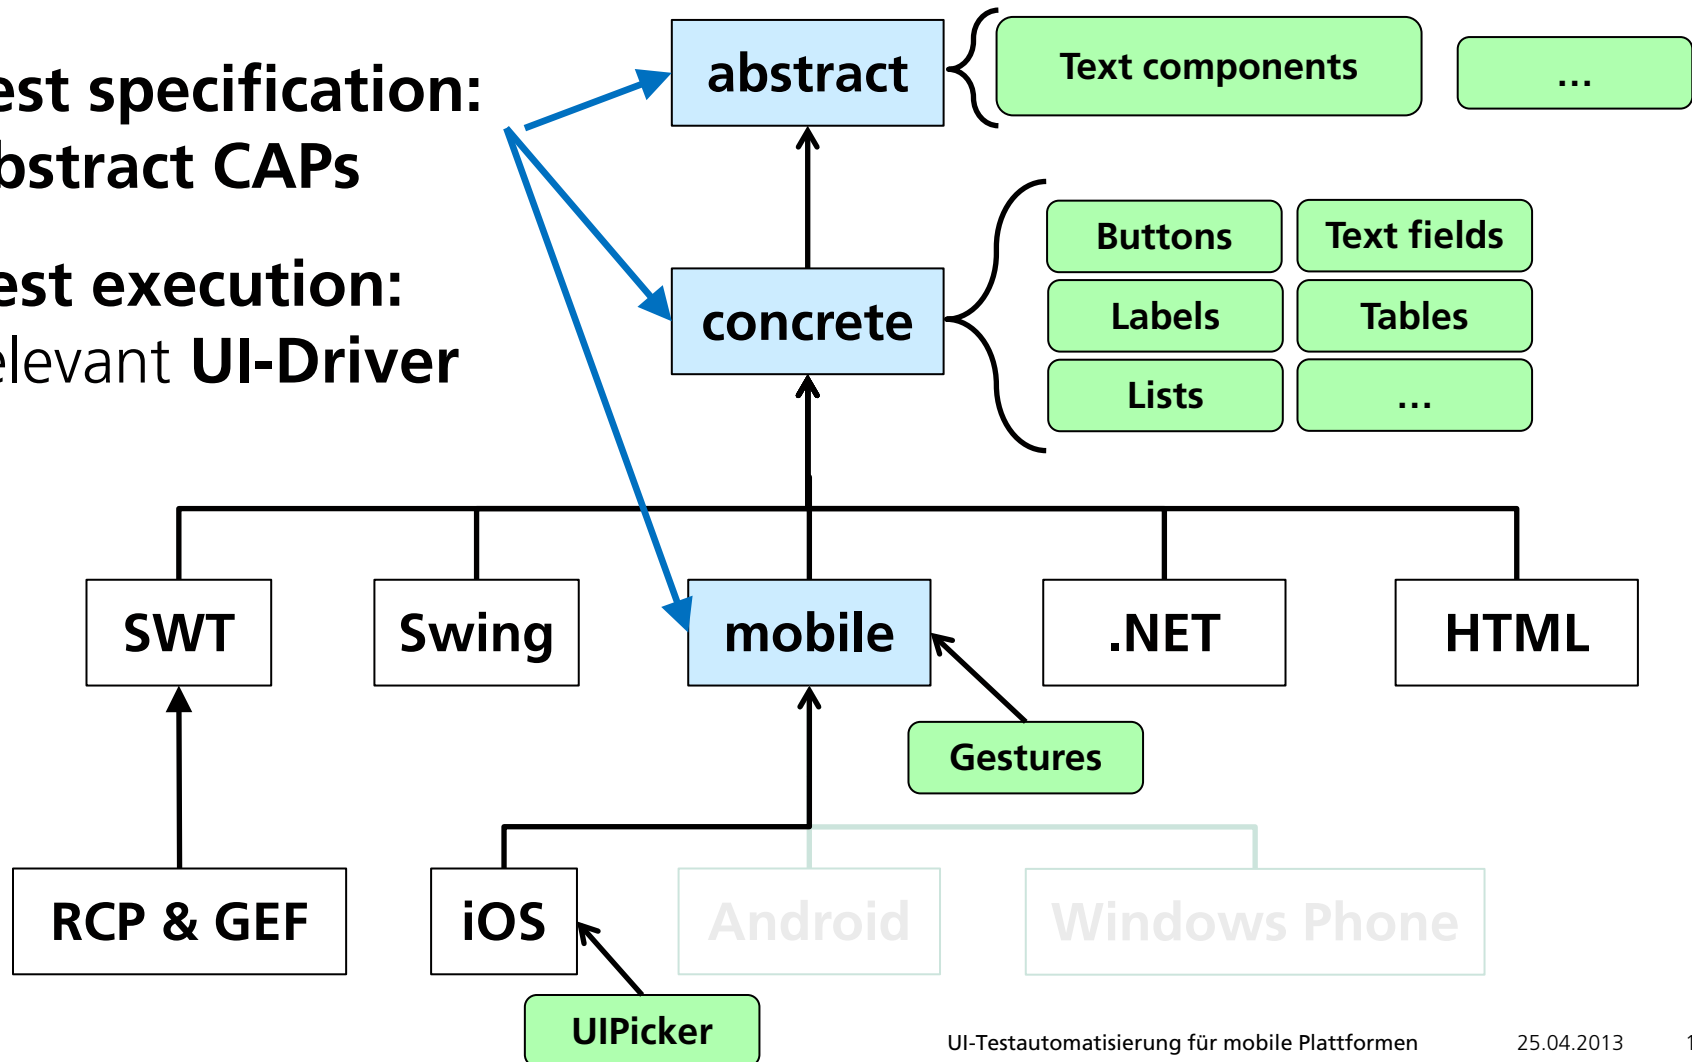 est specification:
bstract CAPs
est execution:
elevant UI-Driver
abstract
Text components
...
concrete
Buttons
Text fields
Labels
Tables
Lists
...
SWT
Swing
mobile
.NET
HTML
Gestures
RCP & GEF
iOS
Android
Windows Phone
UIPicker
UI-Testautomatisierung für mobile Plattformen 25.04.2013 1